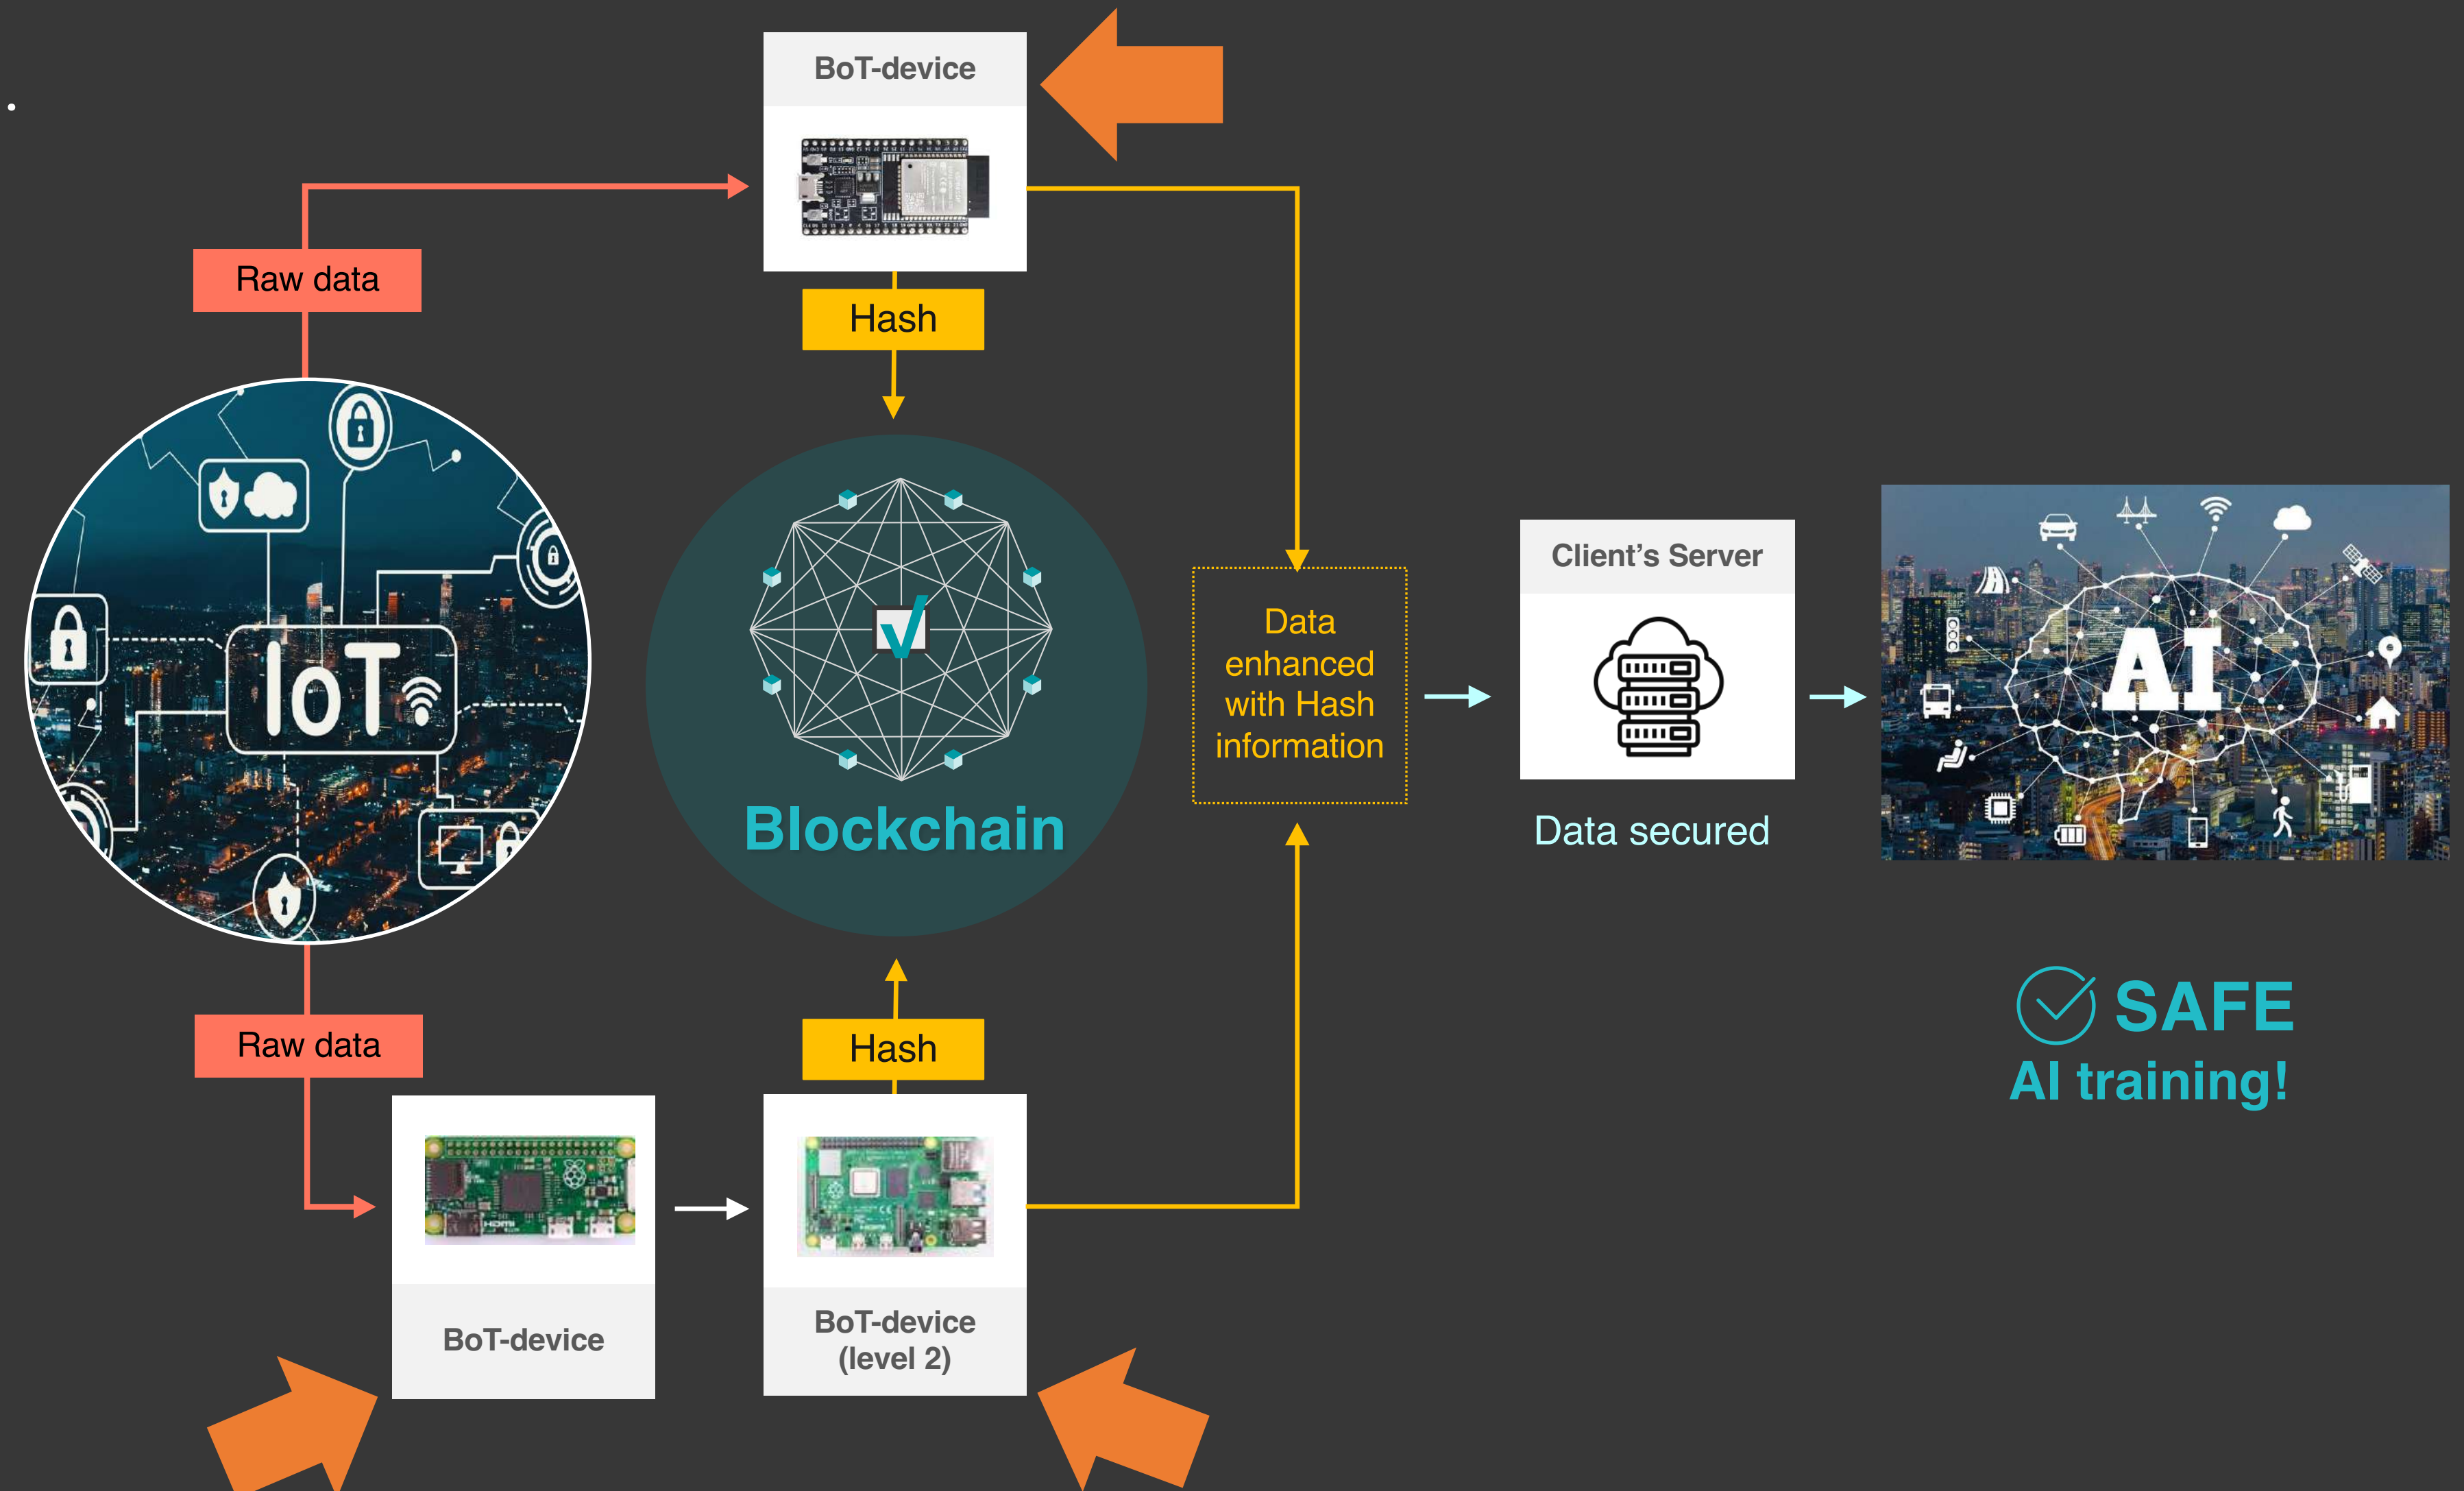 .
BoT-device
Raw data
Hash
IoT
Blockchain
Data
enhanced
with Hash
information
Client’s Server
Data secured
AI
SAFE
AI training!
Raw data
Hash
BoT-device
BoT-device
(level 2)